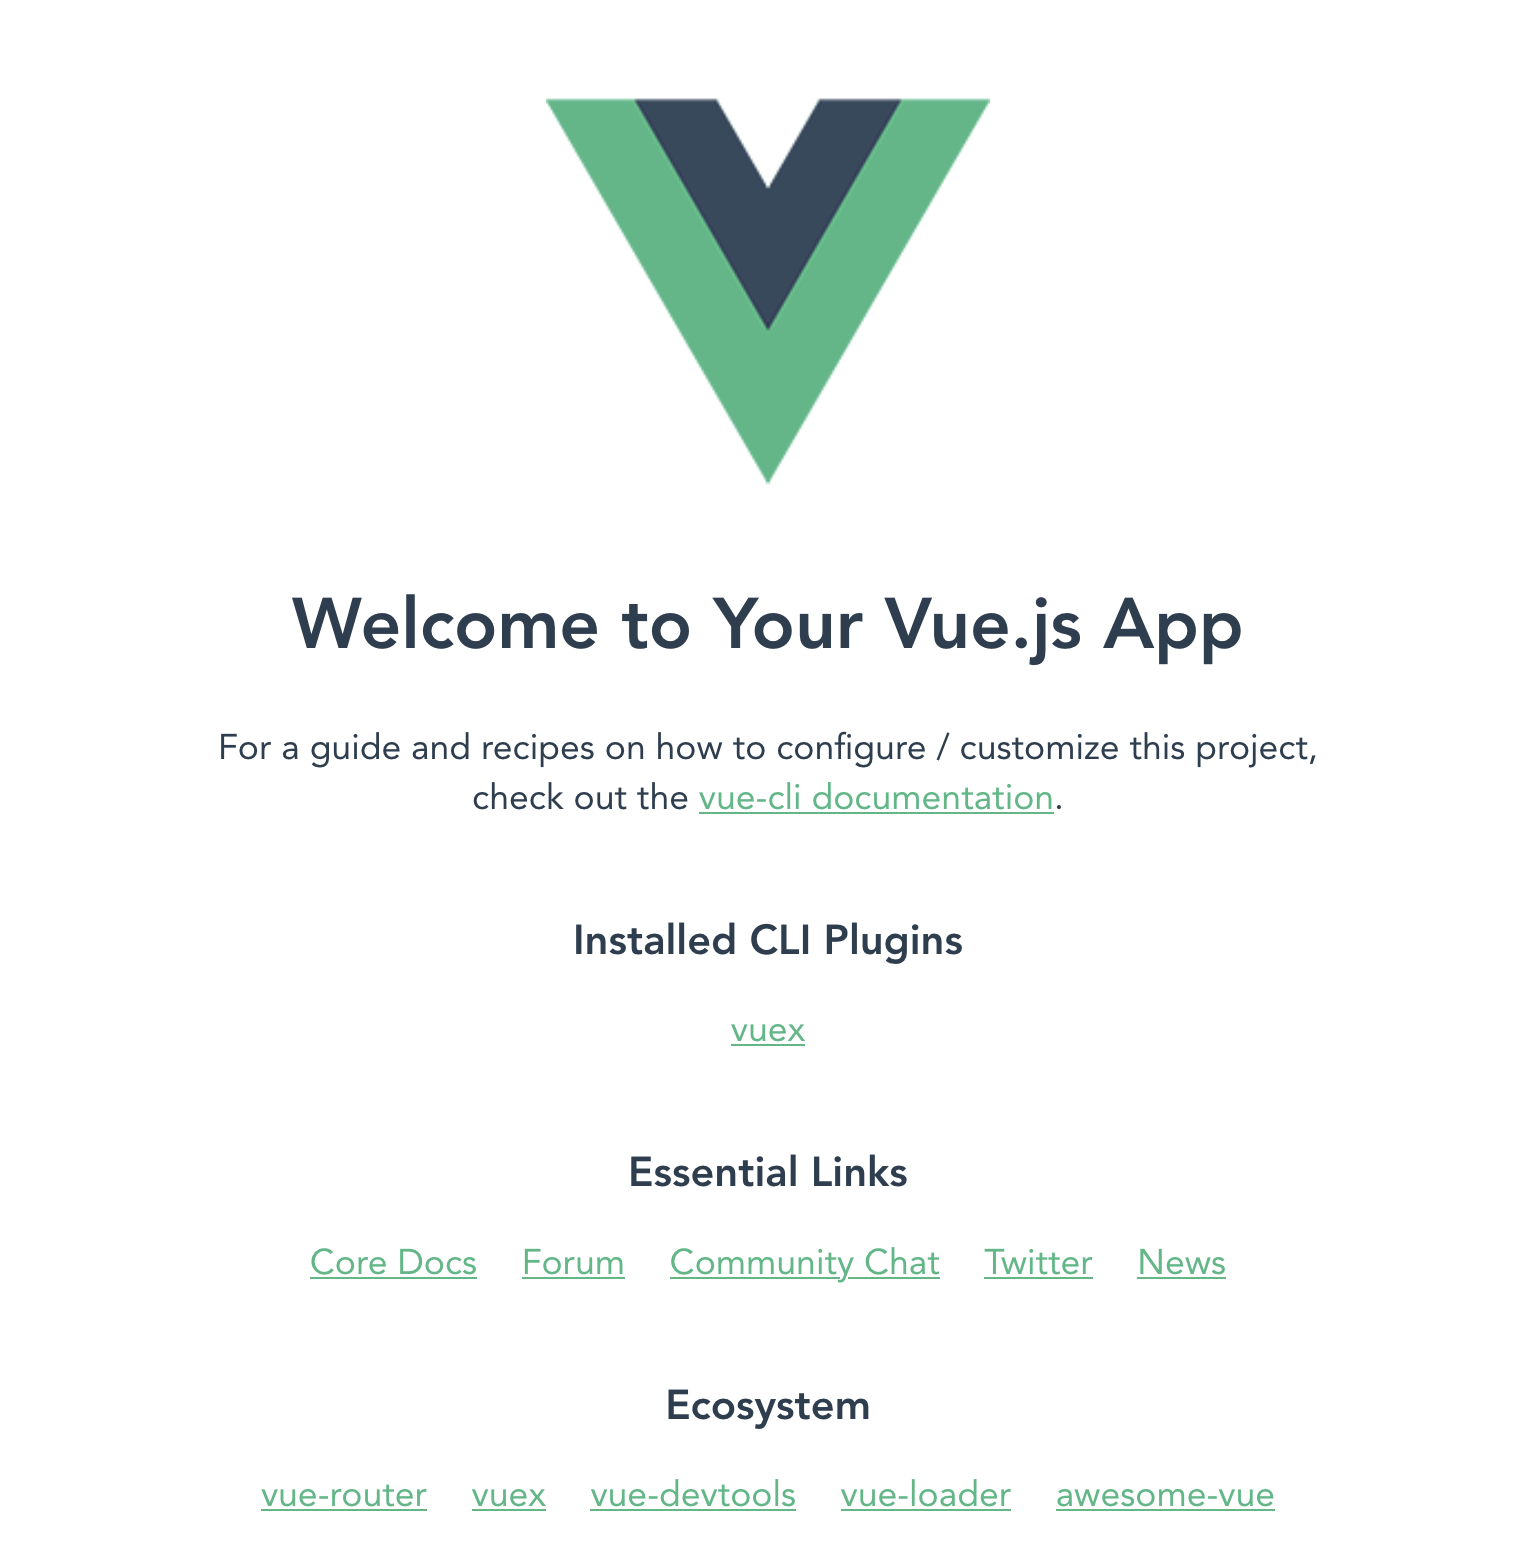 Welcome to Your Vue.js App
For a guide and recipes on how to configure / customize this project,
check out the vue-cli documentation.
Installed CLI Plugins
vuex
Essential Links
Core Docs Forum Community Chat Twitter News
Ecosystem
vue-router vuex vue-devtools vue-loader awesome-vue